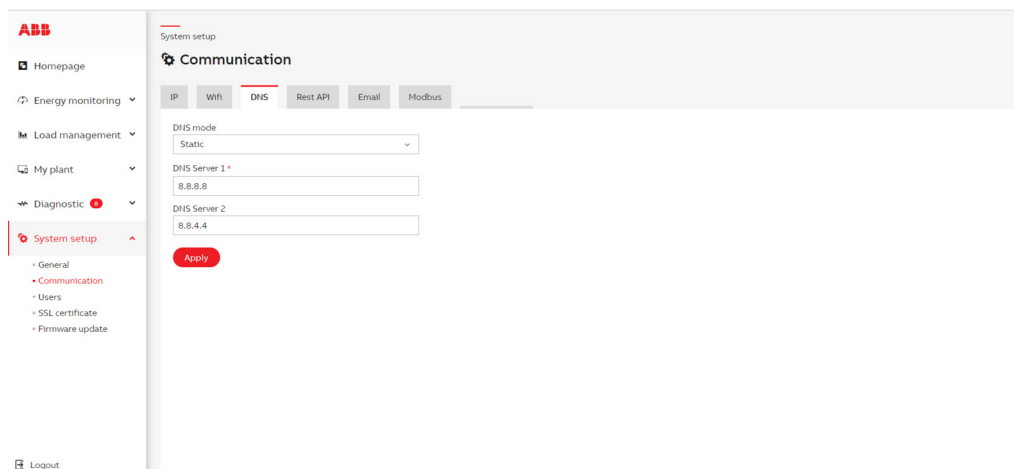 ABB
Homepage
Energy monitoring
Load management
My plant
Diagnostic 8
System setup
General
Communication
Users
SSL certificate
Firmware update
Logout
System setup
Communication
IP Wifi DNS Rest API Email Modbus
DNS mode
Static
DNS Server 1 *
8.8.8.8
DNS Server 2
8.8.4.4
Apply